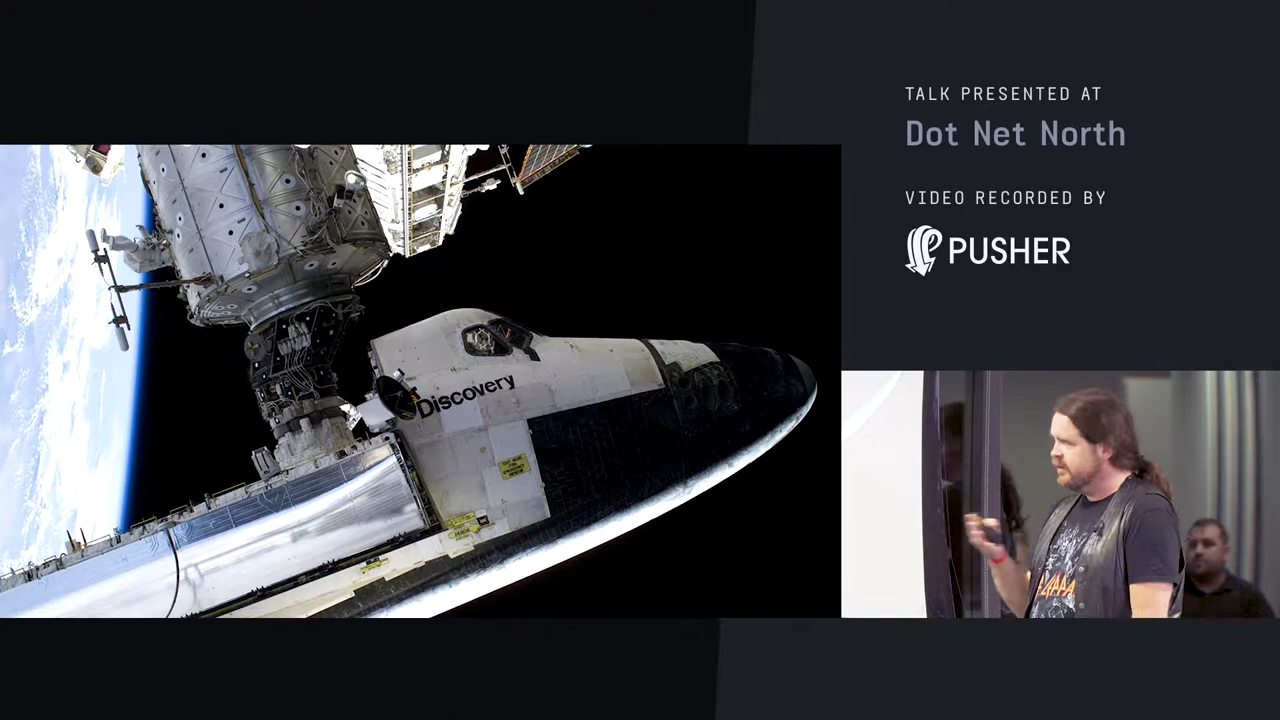 TALK PRESENTED AT
Dot Net North
VIDEO RECORDED BY
PUSHER
Discovery